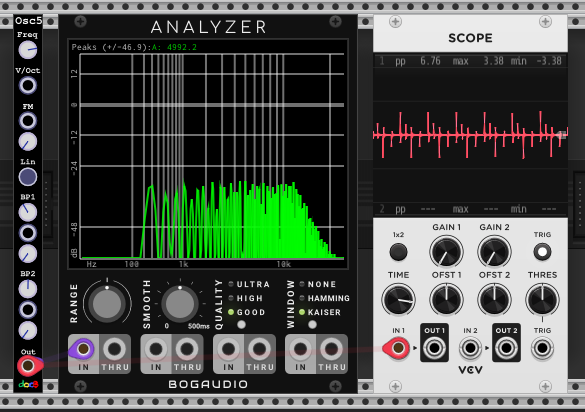 Osc5
Freq
V/Oct
FM
Lin
BP1
BP2
Out
ANALYZER
Peaks (+/-46.9):A: 4992.2
12
0
-12
-24
-48
dB
Hz 100 1k 10k
RANGE
SMOOTH
0 500ms
QUALITY
ULTRA
HIGH
GOOD
WINDOW
NONE
HAMMING
KAISER
IN THRU IN THRU IN THRU IN THRU
BOGAUDIO
SCOPE
1 pp 6.76 max 3.38 min -3.38
2 pp --- max --- min ---
1x2 GAIN 1 GAIN 2 TRIG
TIME OFST 1 OFST 2 THRES
IN 1 OUT 1 IN 2 OUT 2 TRIG
VCV